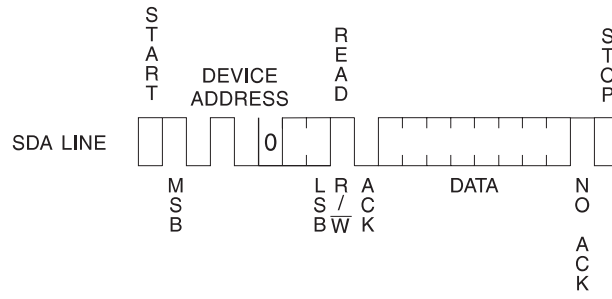 START
DEVICE
ADDRESS
READ
STOP
SDA LINE
0
MSB
LSB
R/W
ACK
DATA
NO ACK